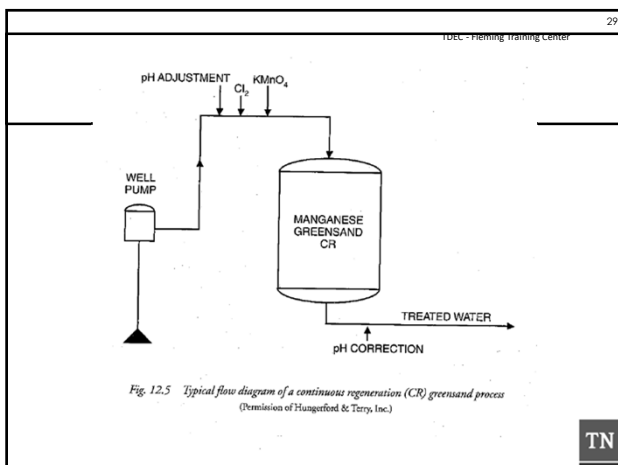 29
TDEC - Fleming Training Center
pH ADJUSTMENT
Cl₂
KMnO₄
WELL
PUMP
MANGANESE
GREENSAND
CR
TREATED WATER
pH CORRECTION
Fig. 12.5 Typical flow diagram of a continuous regeneration (CR) greensand process
(Permission of Hungerford & Terry, Inc.)
TN